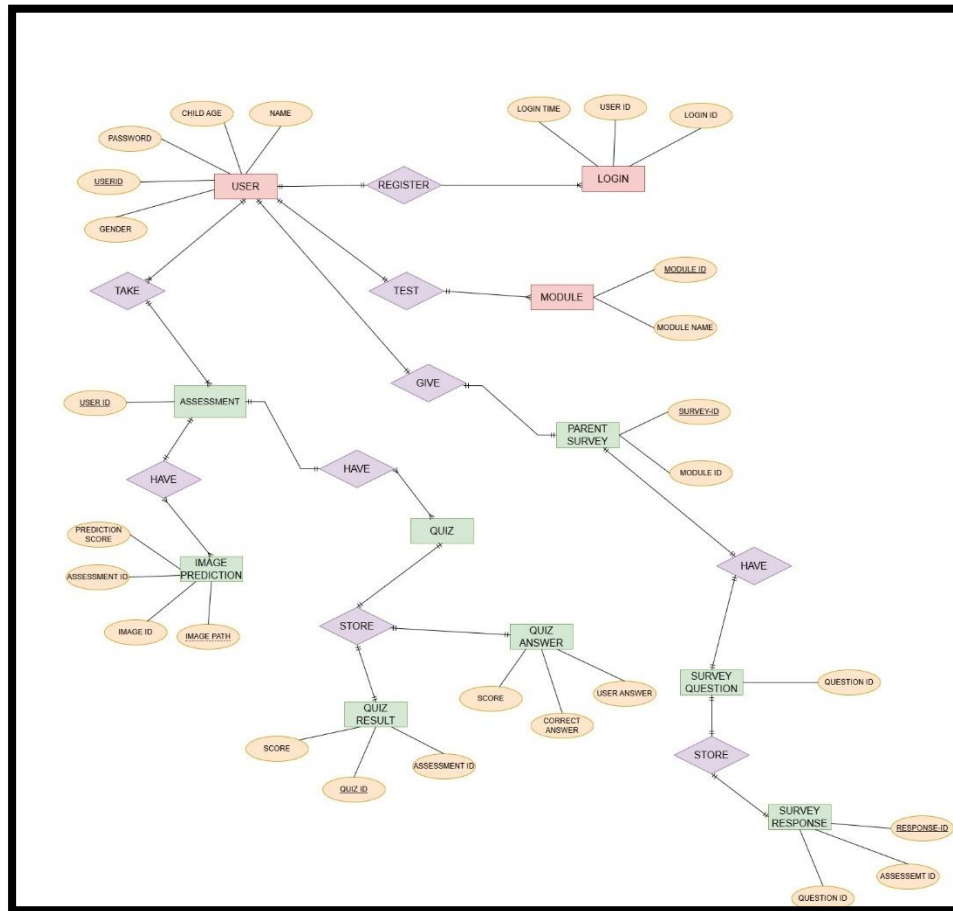 CHILD AGE
NAME
PASSWORD
USERID
GENDER
USER
REGISTER
LOGIN TIME
USER ID
LOGIN ID
LOGIN
TAKE
TEST
MODULE
MODULE ID
MODULE NAME
GIVE
USER ID
ASSESSMENT
PARENT
SURVEY
SURVEY-ID
MODULE ID
HAVE
HAVE
QUIZ
HAVE
PREDICTION
SCORE
ASSESSMENT ID
IMAGE ID
IMAGE PATH
IMAGE
PREDICTION
STORE
QUIZ
ANSWER
SCORE
CORRECT
ANSWER
USER ANSWER
QUIZ
RESULT
SCORE
QUIZ ID
ASSESSMENT ID
SURVEY
QUESTION
QUESTION ID
STORE
SURVEY
RESPONSE
RESPONSE-ID
ASSESSEMT ID
QUESTION ID